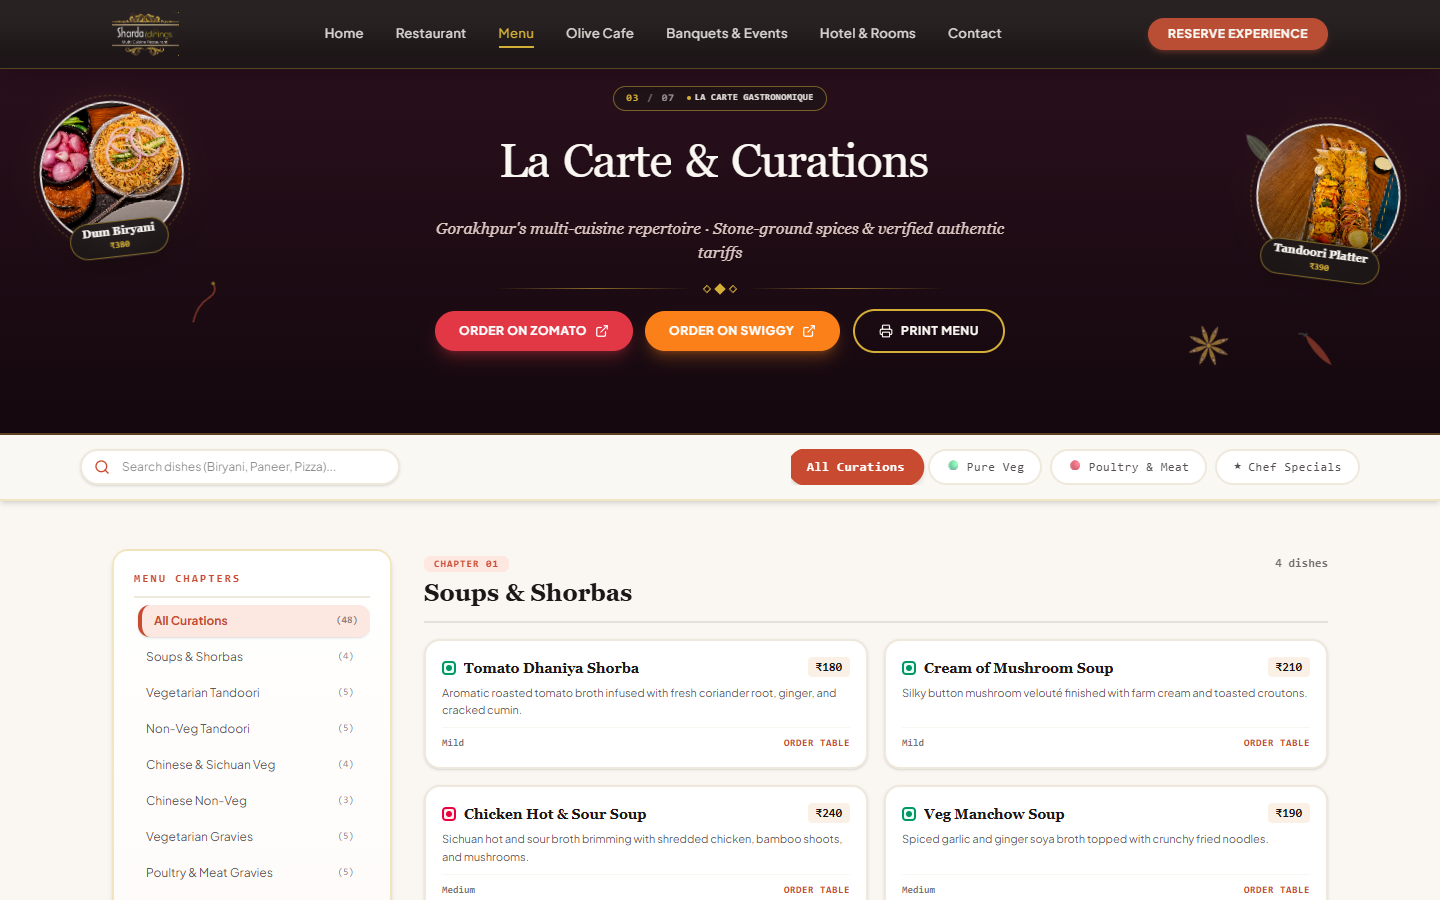 Sharda dinings
Multi Cuisine Restaurant
Home
Restaurant
Menu
Olive Cafe
Banquets & Events
Hotel & Rooms
Contact
RESERVE EXPERIENCE
03 / 07 LA CARTE GASTRONOMIQUE
La Carte & Curations
Dum Biryani
₹380
Tandoori Platter
₹390
Gorakhpur's multi-cuisine repertoire · Stone-ground spices & verified authentic
tariffs
ORDER ON ZOMATO
ORDER ON SWIGGY
PRINT MENU
Search dishes (Biryani, Paneer, Pizza)...
All Curations
Pure Veg
Poultry & Meat
★ Chef Specials
MENU CHAPTERS
All Curations (48)
Soups & Shorbas (4)
Vegetarian Tandoori (5)
Non-Veg Tandoori (5)
Chinese & Sichuan Veg (4)
Chinese Non-Veg (3)
Vegetarian Gravies (5)
Poultry & Meat Gravies (5)
CHAPTER 01
4 dishes
Soups & Shorbas
Tomato Dhaniya Shorba ₹180
Aromatic roasted tomato broth infused with fresh coriander root, ginger, and
cracked cumin.
Mild ORDER TABLE
Cream of Mushroom Soup ₹210
Silky button mushroom velouté finished with farm cream and toasted croutons.
Mild ORDER TABLE
Chicken Hot & Sour Soup ₹240
Sichuan hot and sour broth brimming with shredded chicken, bamboo shoots,
and mushrooms.
Medium ORDER TABLE
Veg Manchow Soup ₹190
Spiced garlic and ginger soya broth topped with crunchy fried noodles.
Medium ORDER TABLE